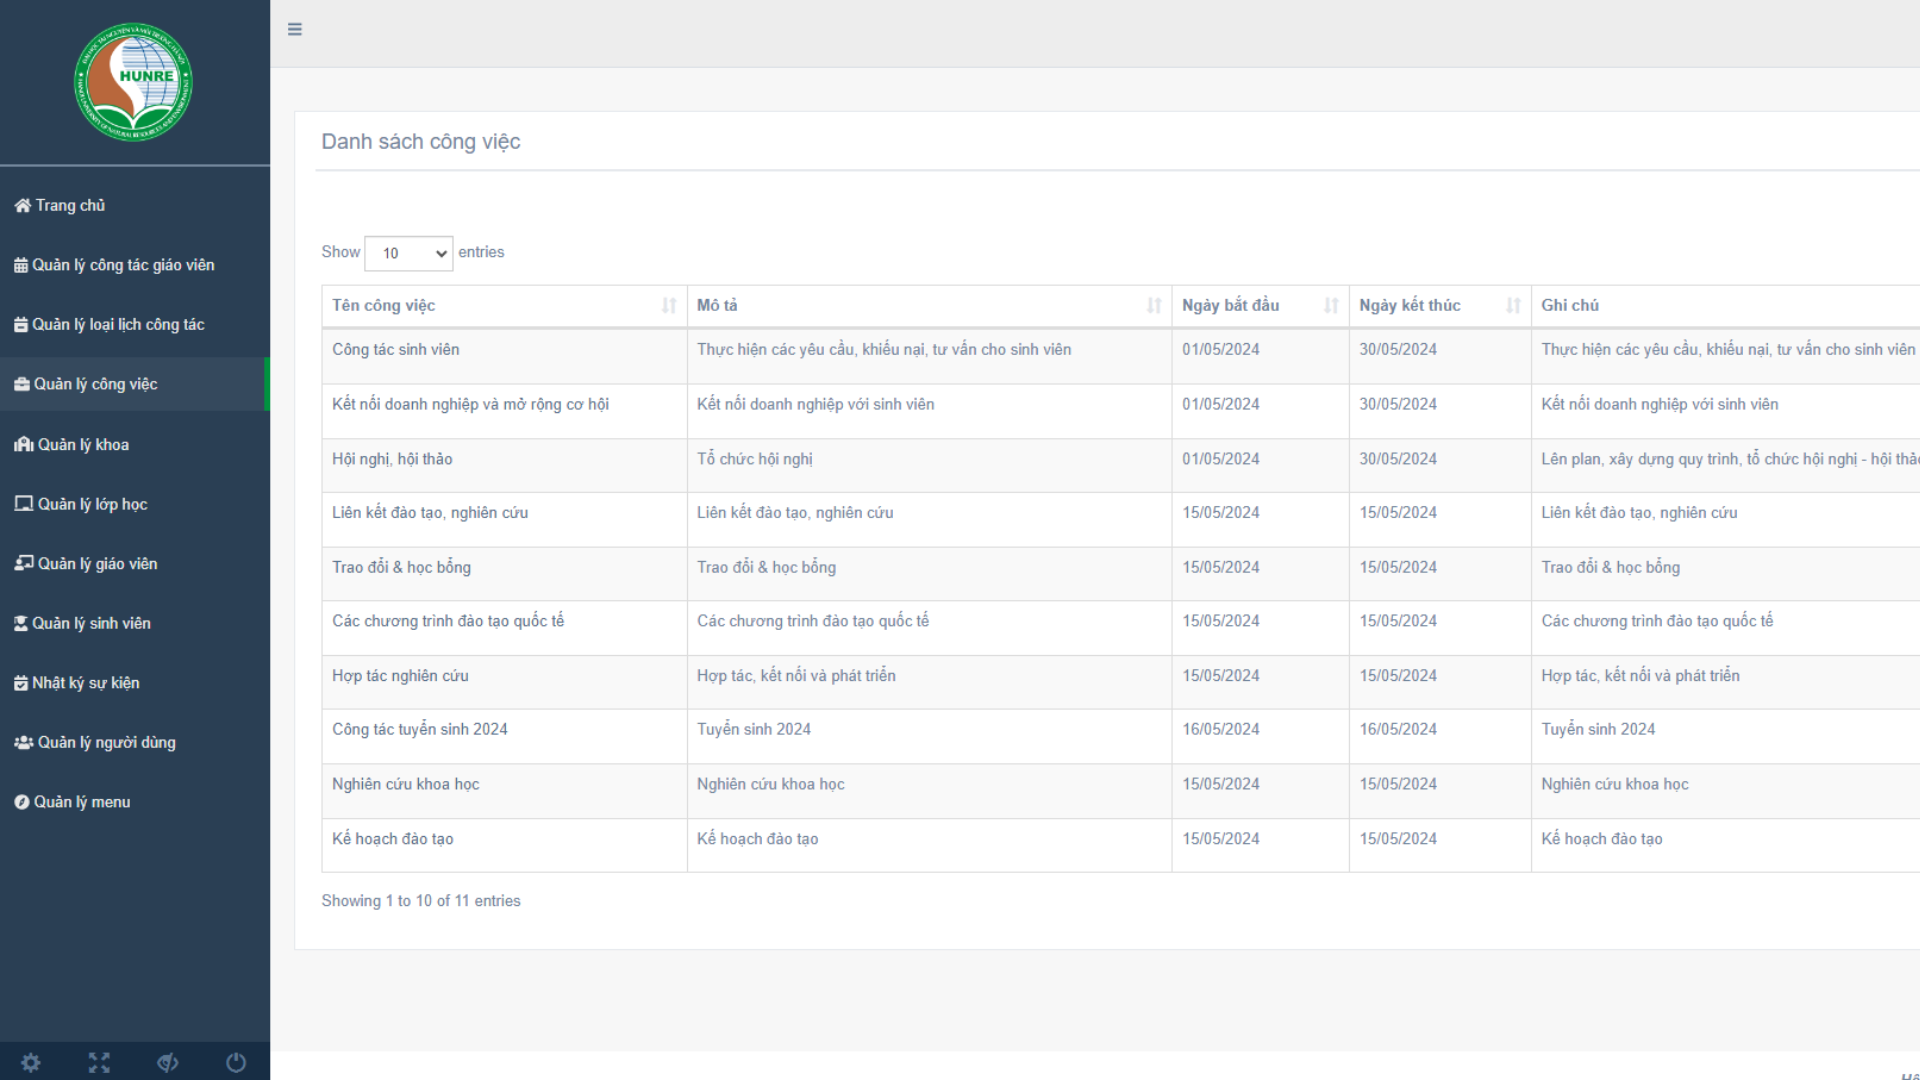 HUNRE
Trang chủ
Quản lý công tác giáo viên
Quản lý loại lịch công tác
Quản lý công việc
Quản lý khoa
Quản lý lớp học
Quản lý giáo viên
Quản lý sinh viên
Nhật ký sự kiện
Quản lý người dùng
Quản lý menu
Danh sách công việc
Show 10 entries
Tên công việc Mô tả Ngày bắt đầu Ngày kết thúc Ghi chú
Công tác sinh viên Thực hiện các yêu cầu, khiếu nại, tư vấn cho sinh viên 01/05/2024 30/05/2024 Thực hiện các yêu cầu, khiếu nại, tư vấn cho sinh viên
Kết nối doanh nghiệp và mở rộng cơ hội Kết nối doanh nghiệp với sinh viên 01/05/2024 30/05/2024 Kết nối doanh nghiệp với sinh viên
Hội nghị, hội thảo Tổ chức hội nghị 01/05/2024 30/05/2024 Lên plan, xây dựng quy trình, tổ chức hội nghị - hội thảo
Liên kết đào tạo, nghiên cứu Liên kết đào tạo, nghiên cứu 15/05/2024 15/05/2024 Liên kết đào tạo, nghiên cứu
Trao đổi & học bổng Trao đổi & học bổng 15/05/2024 15/05/2024 Trao đổi & học bổng
Các chương trình đào tạo quốc tế Các chương trình đào tạo quốc tế 15/05/2024 15/05/2024 Các chương trình đào tạo quốc tế
Hợp tác nghiên cứu Hợp tác, kết nối và phát triển 15/05/2024 15/05/2024 Hợp tác, kết nối và phát triển
Công tác tuyển sinh 2024 Tuyển sinh 2024 16/05/2024 16/05/2024 Tuyển sinh 2024
Nghiên cứu khoa học Nghiên cứu khoa học 15/05/2024 15/05/2024 Nghiên cứu khoa học
Kế hoạch đào tạo Kế hoạch đào tạo 15/05/2024 15/05/2024 Kế hoạch đào tạo
Showing 1 to 10 of 11 entries